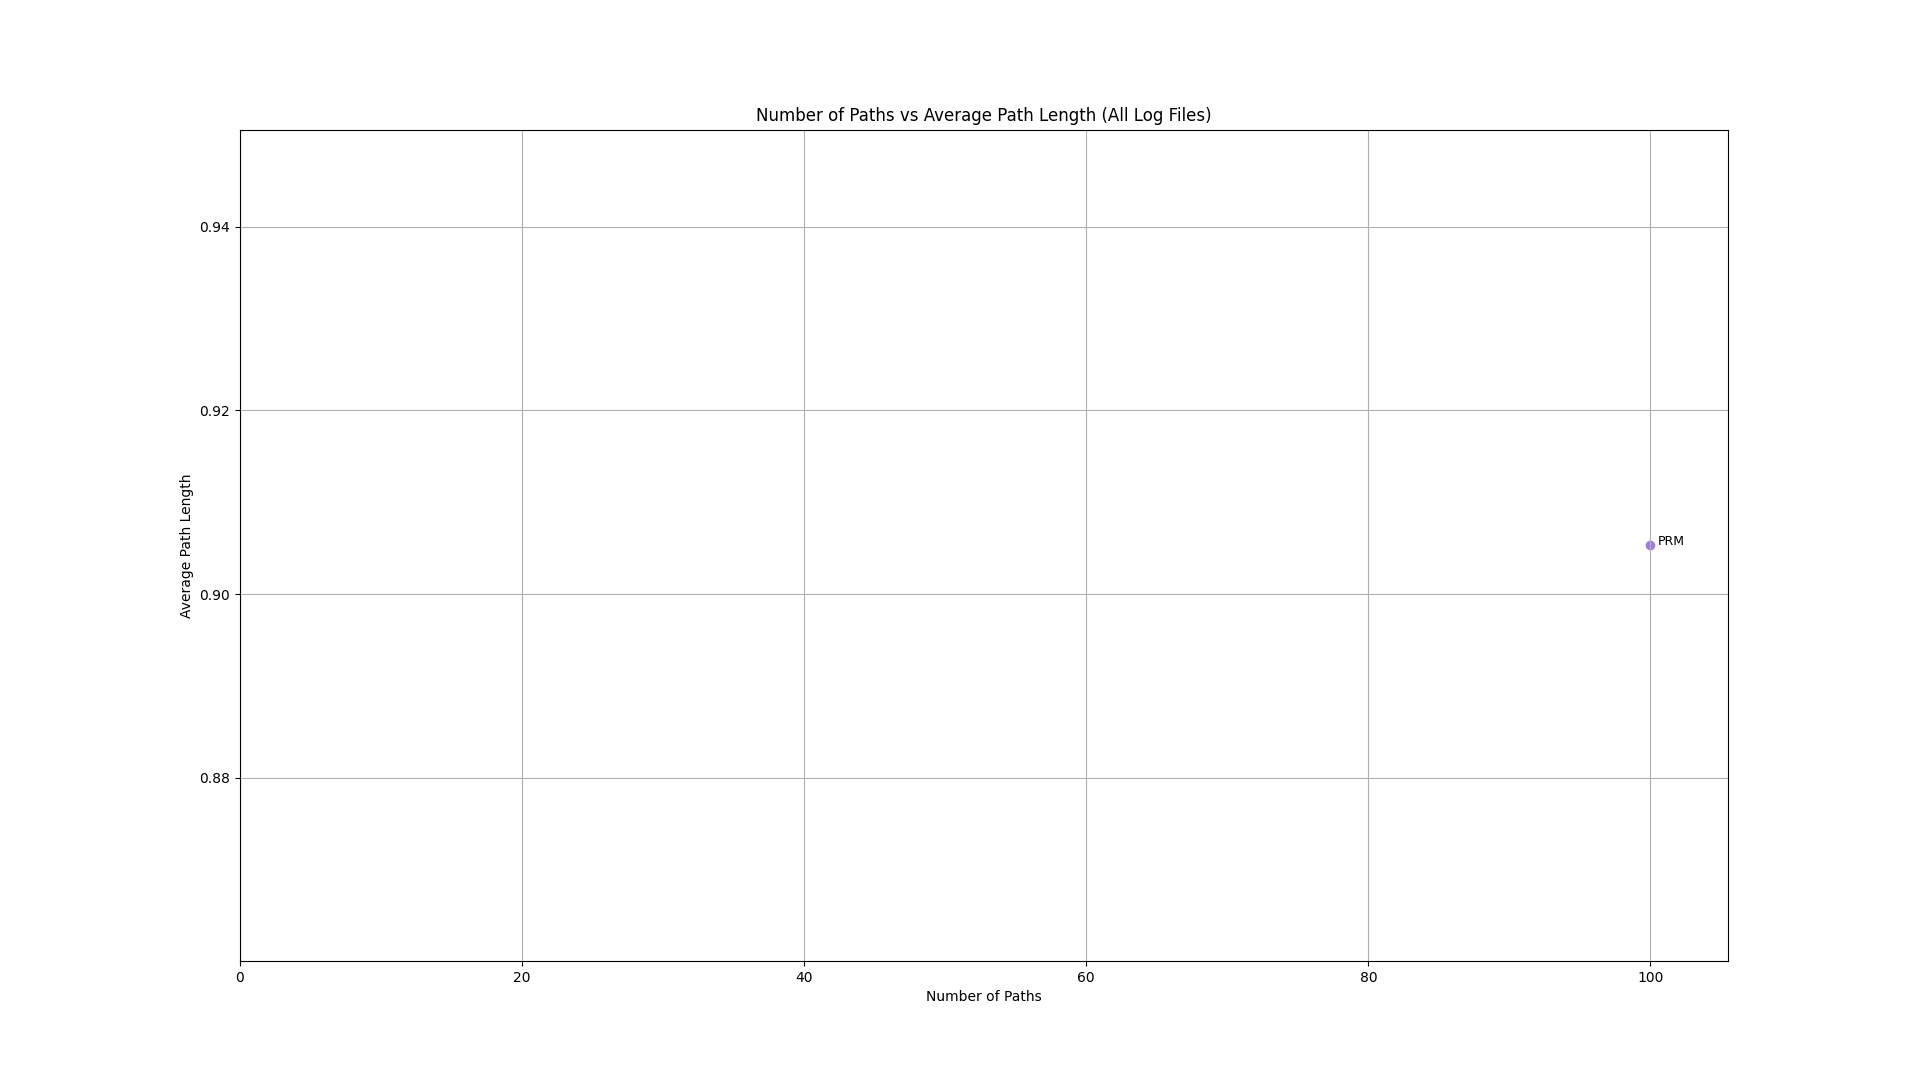 Number of Paths vs Average Path Length (All Log Files)
0.94
0.92
0.90
0.88
Average Path Length
PRM
0
20
40
60
80
100
Number of Paths